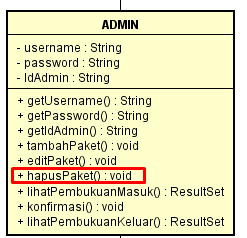 ADMIN
- username : String
- password : String
- IdAdmin : String
+ getUsername() : String
+ getPassword() : String
+ getIdAdmin() : String
+ tambahPaket() : void
+ editPaket() : void
+ hapusPaket() : void
+ lihatPembukuanMasuk() : ResultSet
+ konfirmasi() : void
+ lihatPembukuanKeluar() : ResultSet